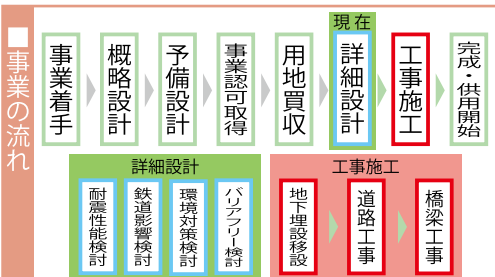 ■事業の流れ
現在
事業着手
概略設計
予備設計
事業認可取得
用地買収
詳細設計
工事施工
完成・供用開始
詳細設計
耐震性能検討
鉄道影響検討
環境対策検討
バリアフリー検討
工事施工
地下埋設移設
道路工事
橋梁工事